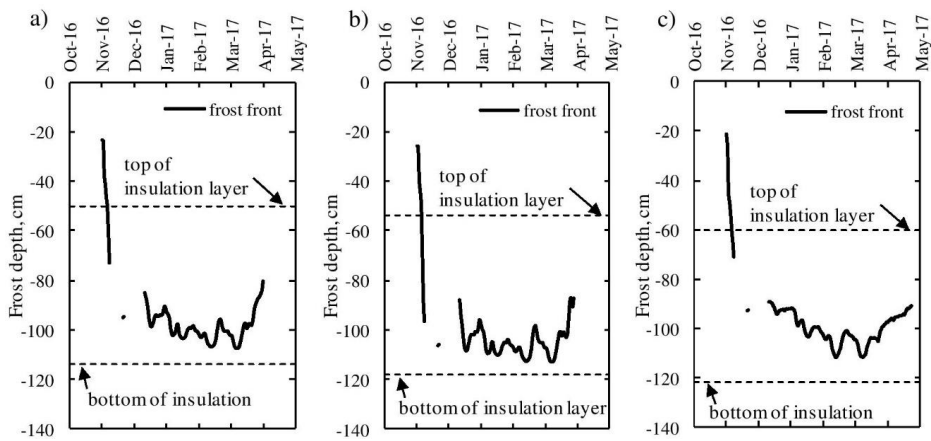 a)
Oct-16
Nov-16
Dec-16
Jan-17
Feb-17
Mar-17
Apr-17
May-17
0
-20
-40
-60
-80
-100
-120
-140
Frost depth, cm
frost front
top of
insulation layer
bottom of insulation
b)
Oct-16
Nov-16
Dec-16
Jan-17
Feb-17
Mar-17
Apr-17
May-17
0
-20
-40
-60
-80
-100
-120
-140
Frost depth, cm
frost front
top of
insulation layer
bottom of insulation layer
c)
Oct-16
Nov-16
Dec-16
Jan-17
Feb-17
Mar-17
Apr-17
May-17
0
-20
-40
-60
-80
-100
-120
-140
Frost depth, cm
frost front
top of
insulation layer
bottom of insulation